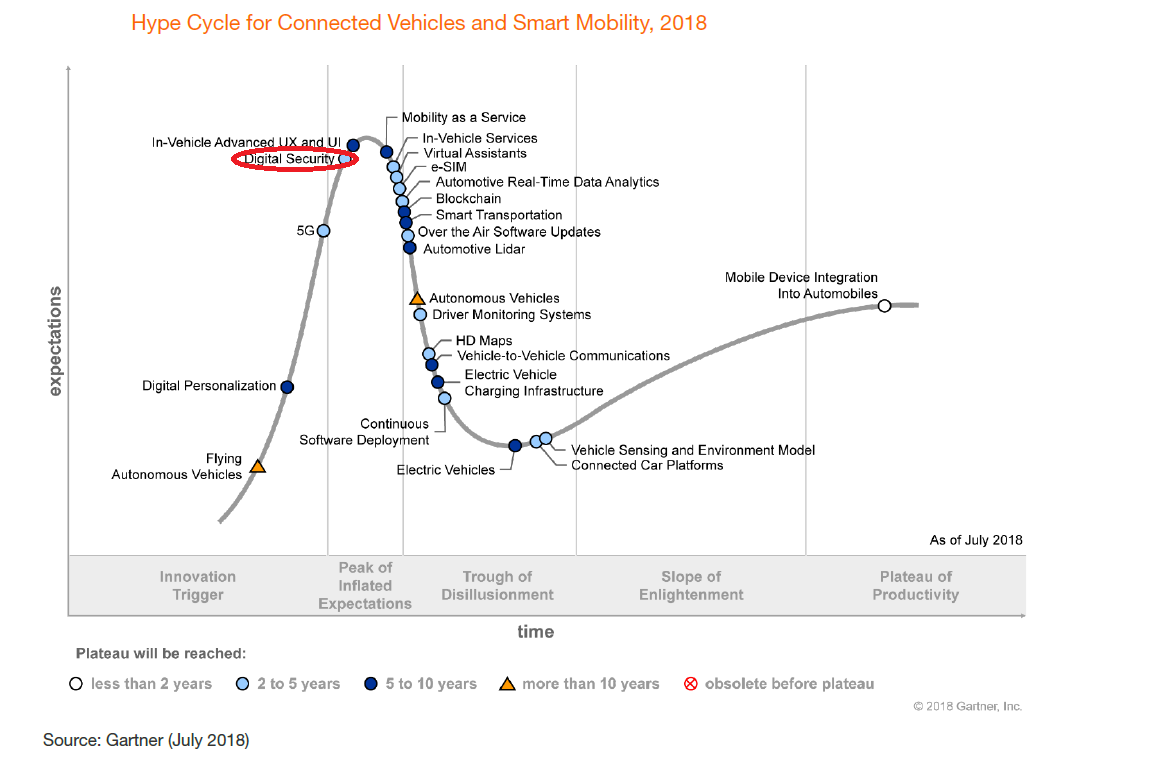 Hype Cycle for Connected Vehicles and Smart Mobility, 2018
Mobility as a Service
In-Vehicle Advanced UX and UI
In-Vehicle Services
Digital Security
Virtual Assistants
e-SIM
Automotive Real-Time Data Analytics
Blockchain
Smart Transportation
5G
Over the Air Software Updates
Automotive Lidar
Mobile Device Integration
Into Automobiles
Autonomous Vehicles
Driver Monitoring Systems
expectations
HD Maps
Vehicle-to-Vehicle Communications
Electric Vehicle
Charging Infrastructure
Digital Personalization
Continuous
Software Deployment
Flying
Autonomous Vehicles
Vehicle Sensing and Environment Model
Connected Car Platforms
Electric Vehicles
As of July 2018
Innovation
Trigger
Peak of
Inflated
Expectations
Trough of
Disillusionment
Slope of
Enlightenment
Plateau of
Productivity
time
Plateau will be reached:
less than 2 years
2 to 5 years
5 to 10 years
more than 10 years
obsolete before plateau
© 2018 Gartner, Inc.
Source: Gartner (July 2018)